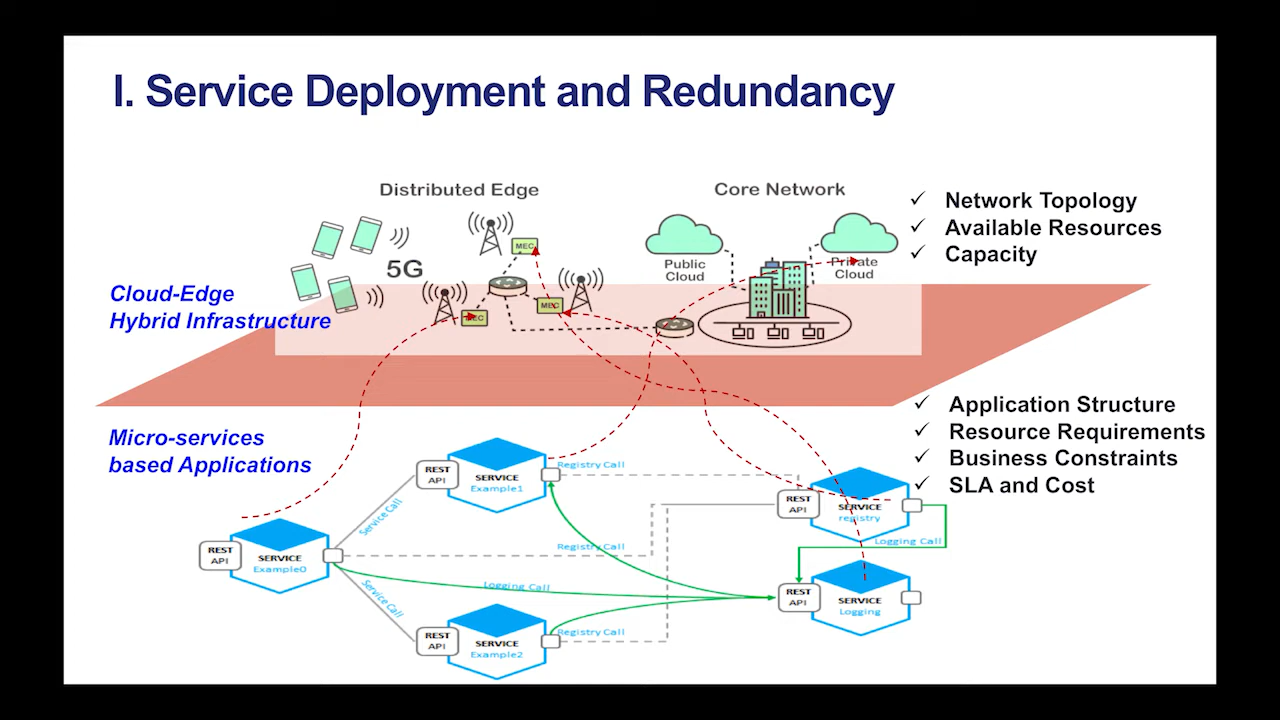 I. Service Deployment and Redundancy
Distributed Edge
Core Network
Network Topology
Available Resources
Capacity
5G
MEC
MEC
MEC
Public
Cloud
Private
Cloud
Cloud-Edge
Hybrid Infrastructure
Application Structure
Resource Requirements
Business Constraints
SLA and Cost
Micro-services
based Applications
REST
API
SERVICE
Example0
Service Call
Service Call
REST
API
SERVICE
Example1
Registry Call
Registry Call
Logging Call
REST
API
SERVICE
Example2
Registry Call
REST
API
SERVICE
registry
Logging Call
REST
API
SERVICE
Logging